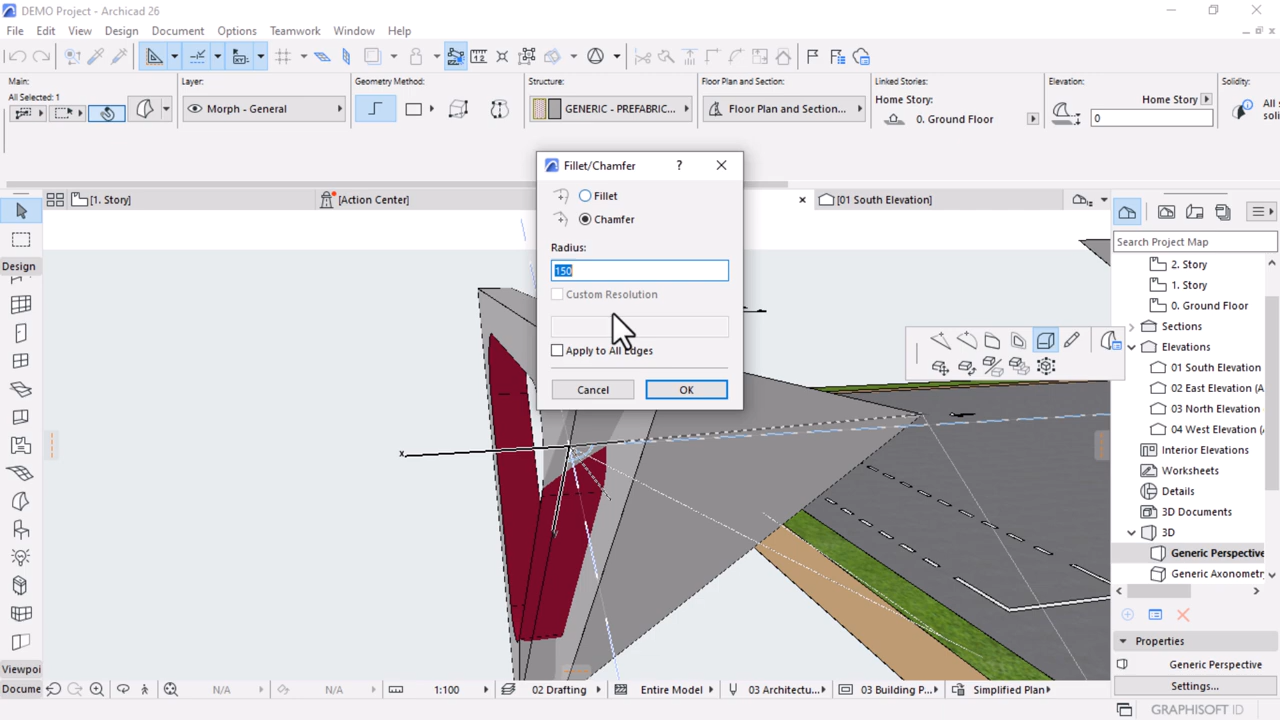 DEMO Project - Archicad 26
File Edit View Design Document Options Teamwork Window Help
Main:
All Selected: 1
Layer:
Morph - General
Geometry Method:
Structure:
GENERIC - PREFABRIC...
Floor Plan and Section:
Floor Plan and Section...
Linked Stories:
Home Story:
0. Ground Floor
Elevation:
Home Story
0
Solidity:
All s
soli
[1. Story]
[Action Center]
[01 South Elevation]
Design
Viewpoi
Docume
Fillet/Chamfer
?
Fillet
Chamfer
Radius:
150
Custom Resolution
Apply to All Edges
Cancel
OK
x
Search Project Map
2. Story
1. Story
0. Ground Floor
Sections
Elevations
01 South Elevation
02 East Elevation (A
03 North Elevation
04 West Elevation (
Interior Elevations
Worksheets
Details
3D Documents
3D
Generic Perspective
Generic Axonometr
Properties
Generic Perspective
Settings...
N/A
N/A
1:100
02 Drafting
Entire Model
03 Architectu...
03 Building P...
Simplified Plan
GRAPHISOFT ID